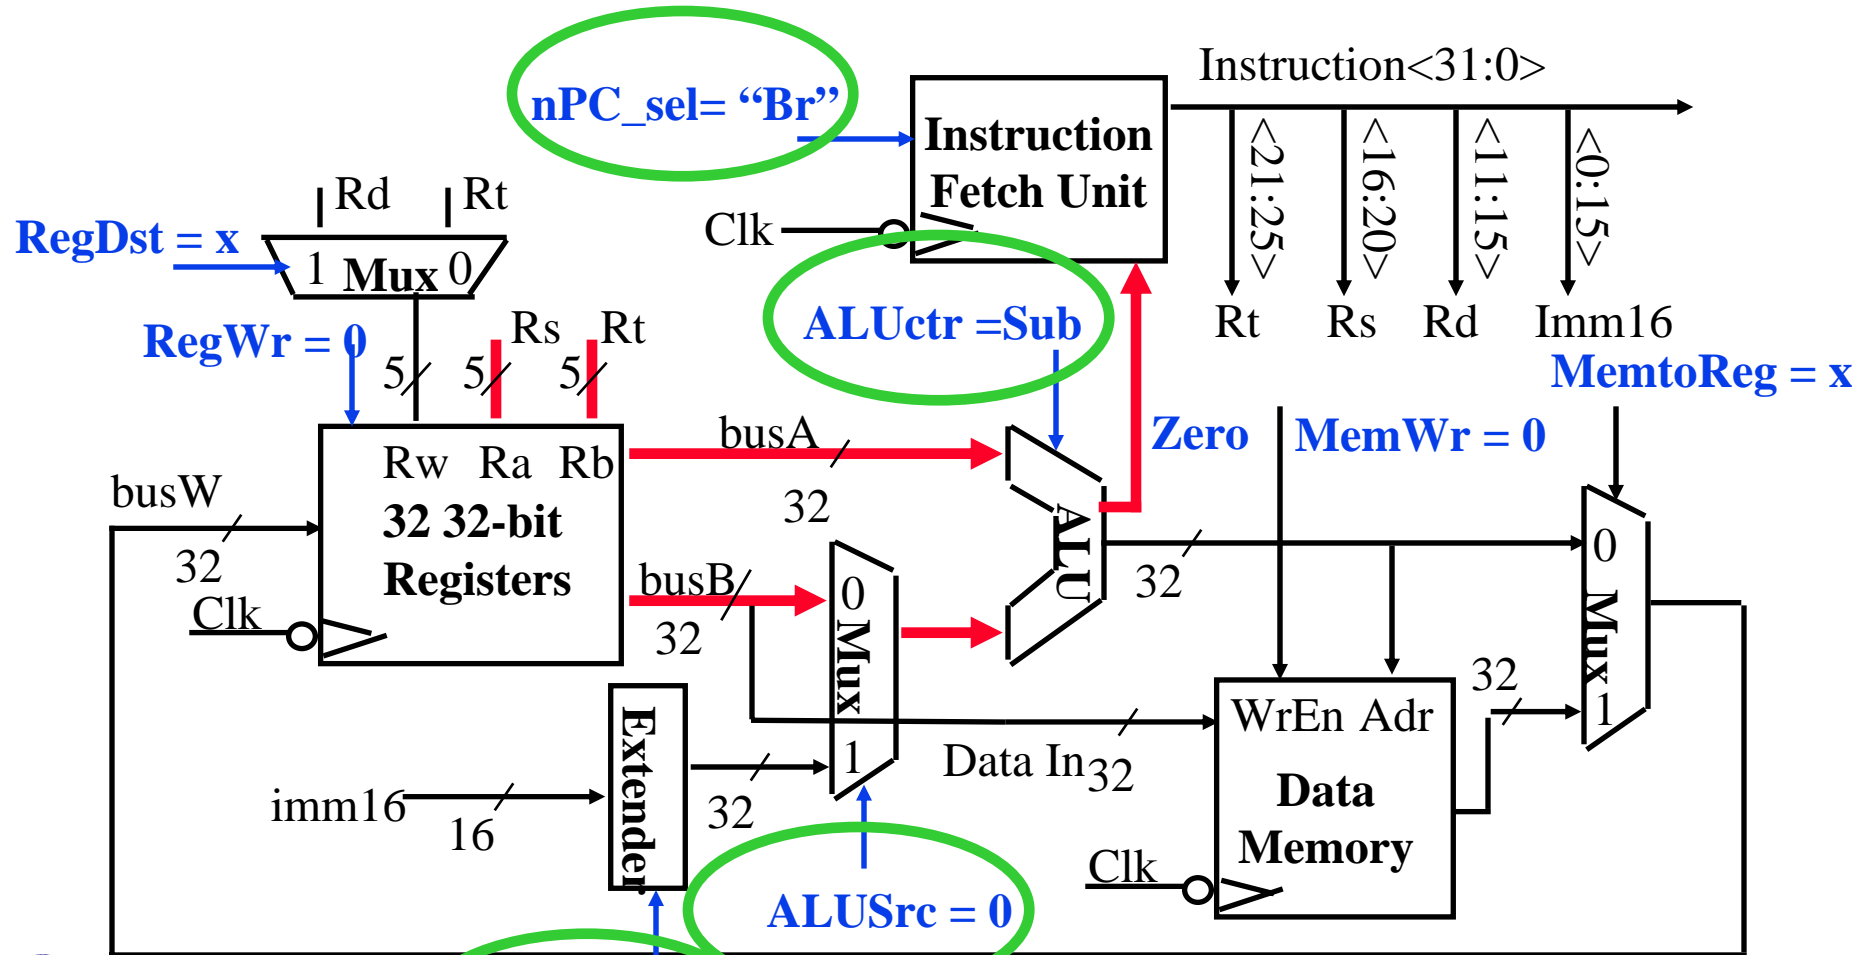 Instruction<31:0>
nPC_sel= “Br”
Instruction
Fetch Unit
<21:25>
<16:20>
<11:15>
<0:15>
Rd
Rt
Clk
RegDst = x
1 Mux 0
ALUctr =Sub
Rt
Rs
Rd
Imm16
RegWr = 0
Rs
Rt
5
5
5
MemtoReg = x
busA
Zero
MemWr = 0
Rw Ra Rb
busW
32
32 32-bit
Registers
ALU
32
busB
0
0
32
32
Clk
32
Mux
Mux
32
1
WrEn Adr
Extender
1
Data In
32
imm16
16
32
Data
Memory
Clk
ALUSrc = 0